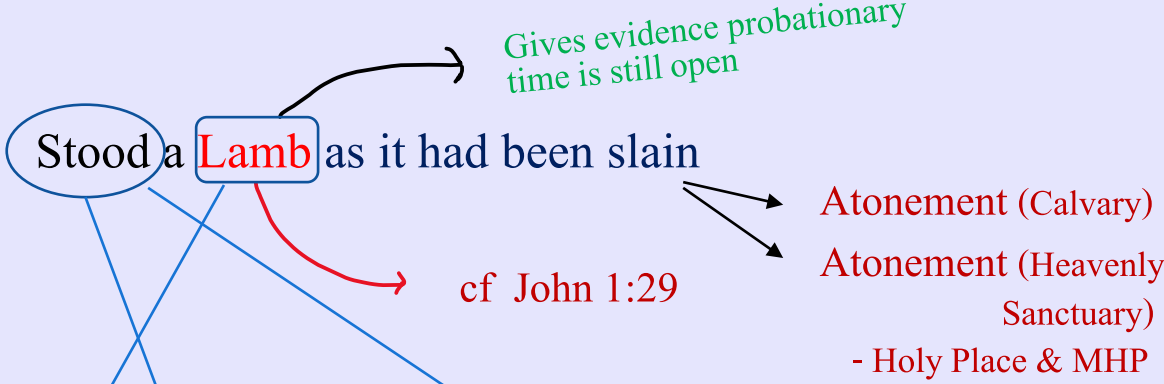 Gives evidence probationary
time is still open
Stood a Lamb as it had been slain
Atonement (Calvary)
Atonement (Heavenly
Sanctuary)
- Holy Place & MHP
cf John 1:29